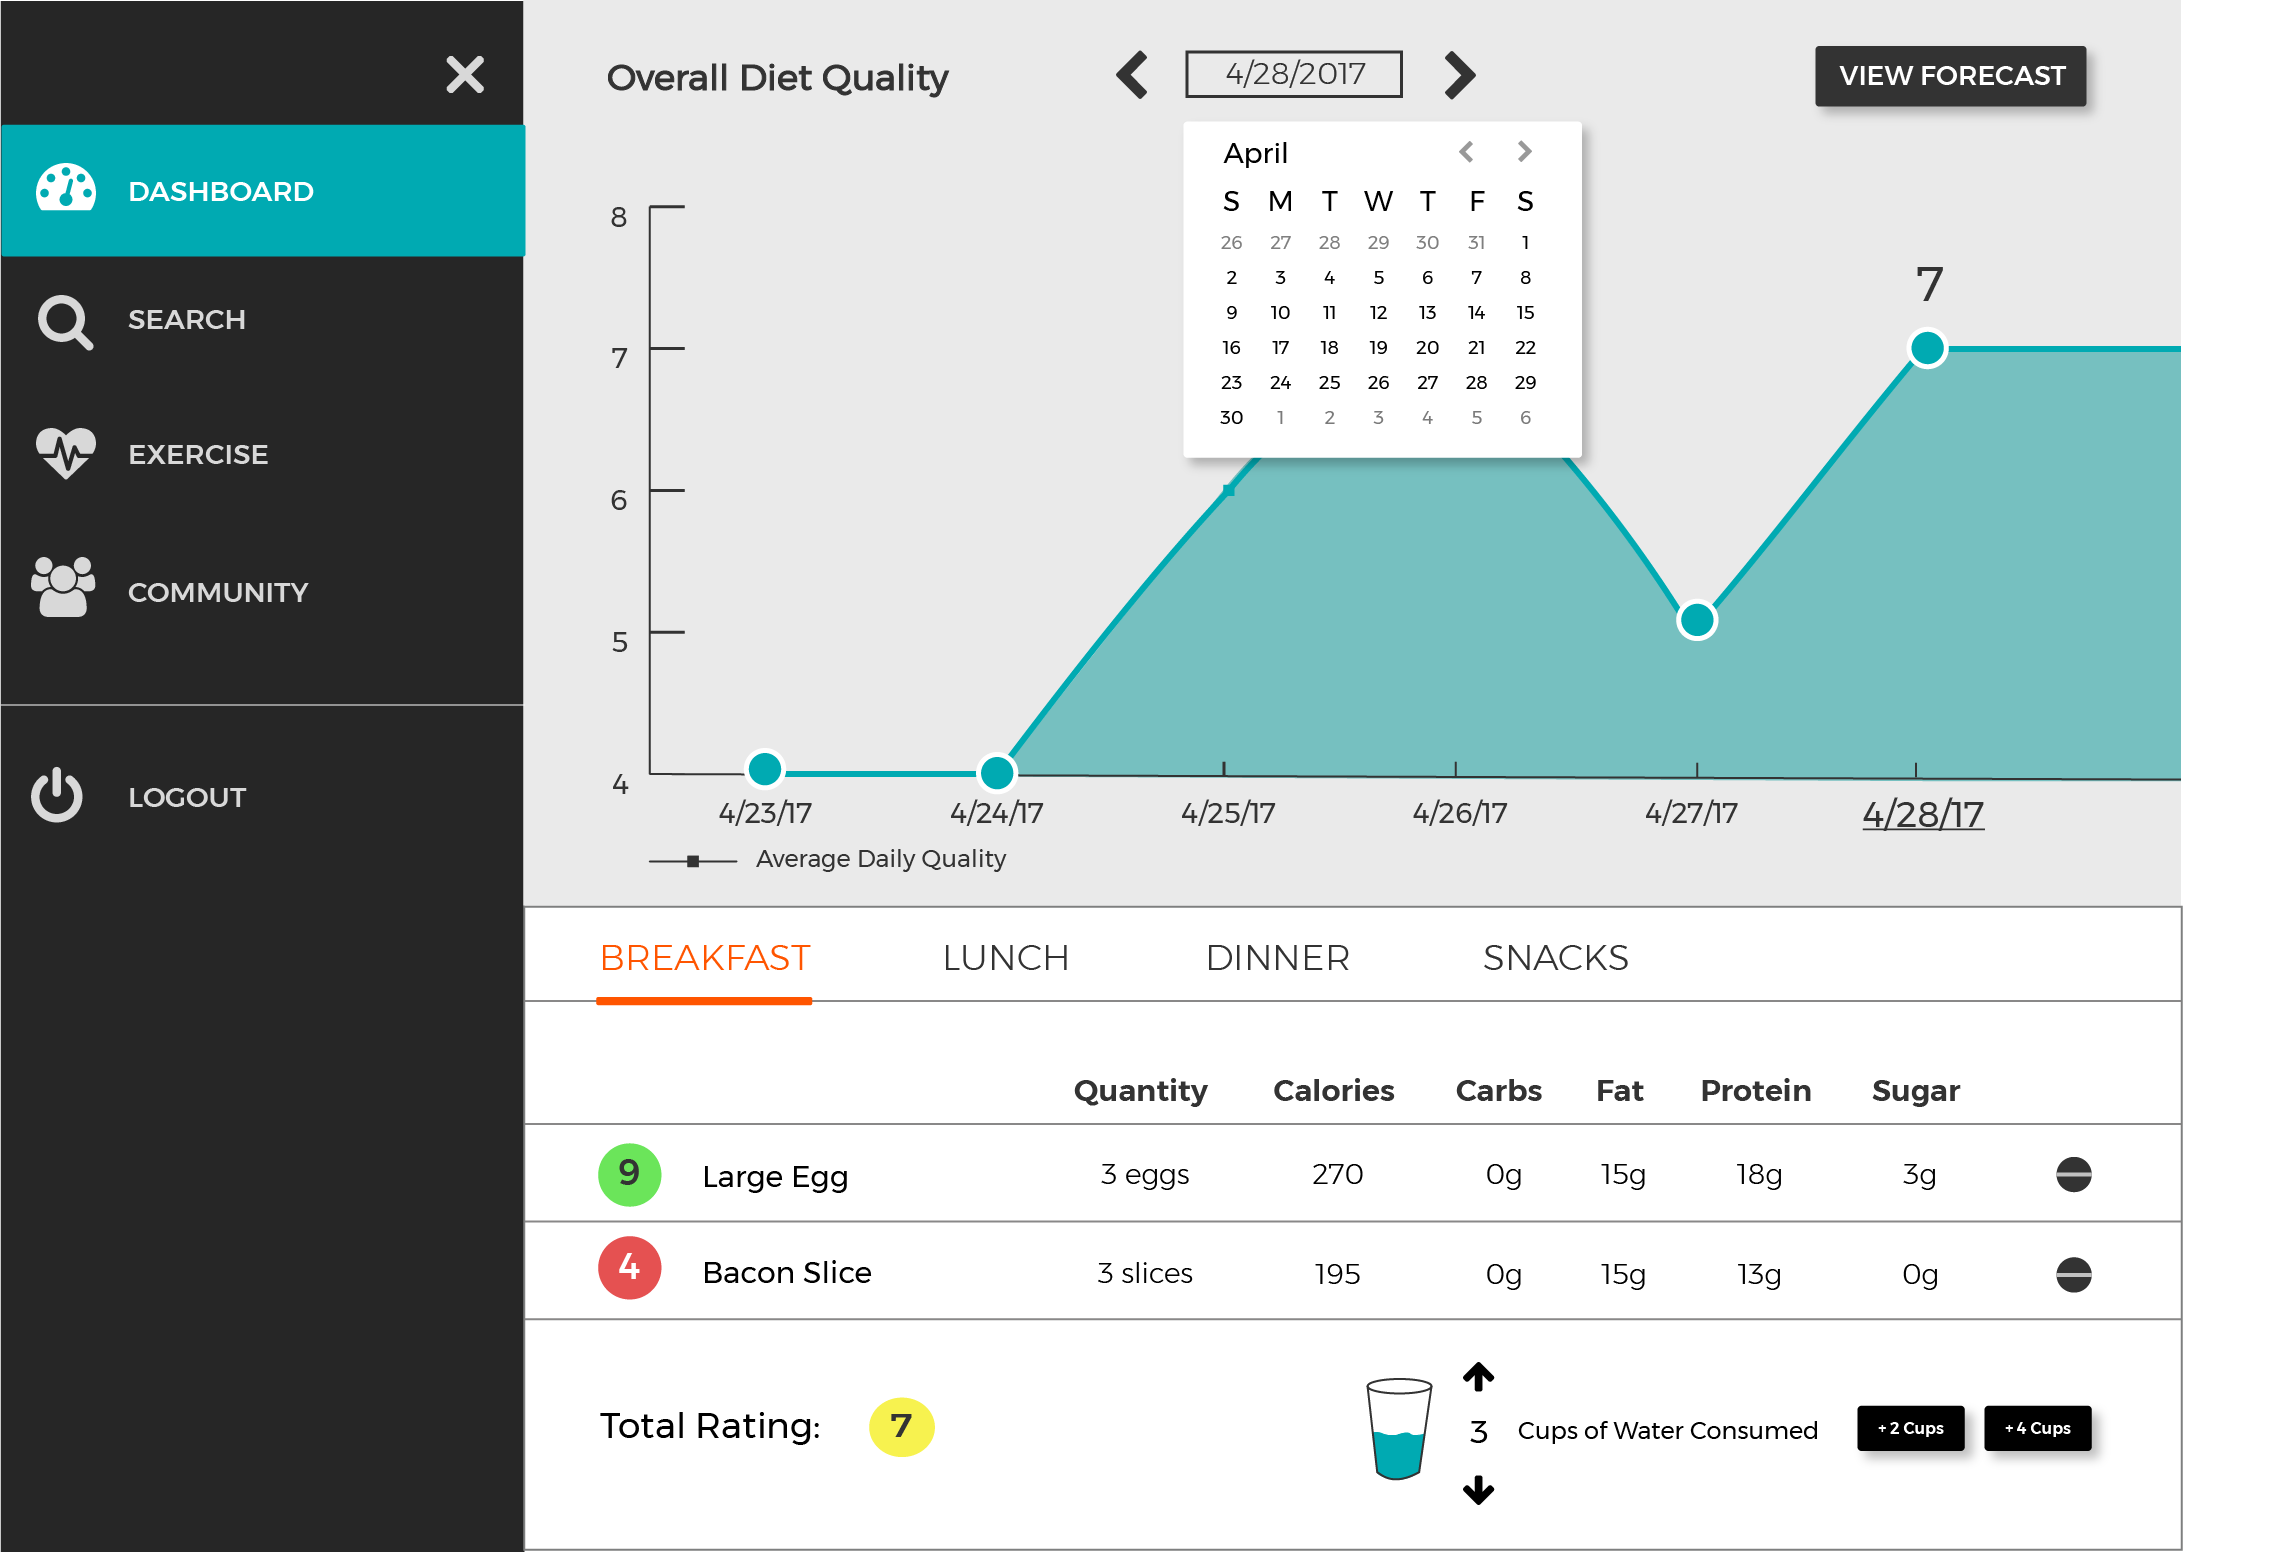 DASHBOARD
SEARCH
EXERCISE
COMMUNITY
LOGOUT
Overall Diet Quality
4/28/2017
VIEW FORECAST
April
S M T W T F S
26 27 28 29 30 31 1
2 3 4 5 6 7 8
9 10 11 12 13 14 15
16 17 18 19 20 21 22
23 24 25 26 27 28 29
30 1 2 3 4 5 6
8
7
6
5
4
7
4/23/17 4/24/17 4/25/17 4/26/17 4/27/17 4/28/17
Average Daily Quality
BREAKFAST LUNCH DINNER SNACKS
Quantity Calories Carbs Fat Protein Sugar
9 Large Egg 3 eggs 270 0g 15g 18g 3g
4 Bacon Slice 3 slices 195 0g 15g 13g 0g
Total Rating: 7 3 Cups of Water Consumed + 2 Cups + 4 Cups